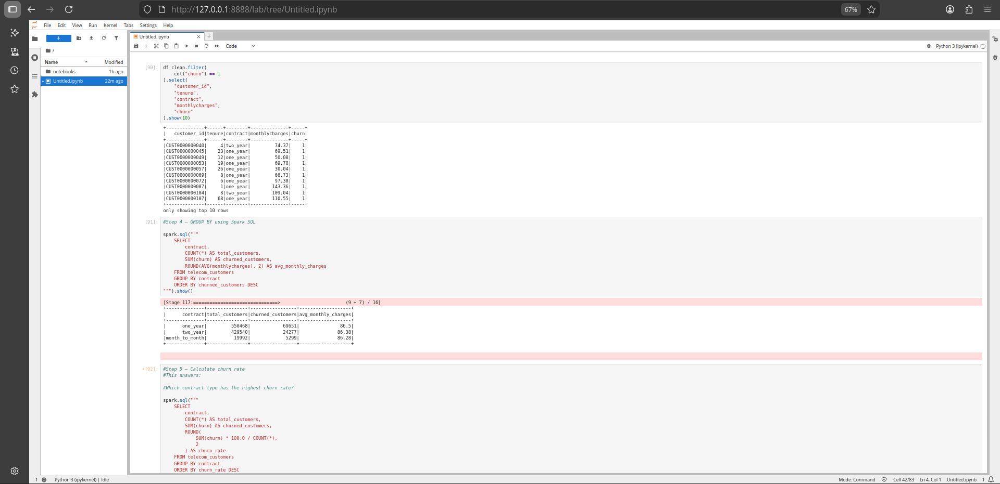 http://127.0.0.1:8888/lab/tree/Untitled.ipynb
67%
File Edit View Run Kernel Tabs Settings Help
+
/
Name Modified
notebooks 1h ago
Untitled.ipynb 22m ago
Untitled.ipynb
Code
Python 3 (ipykernel)
[90]:
df_clean.filter(
    col("churn") == 1
).select(
    "customer_id",
    "tenure",
    "contract",
    "monthlycharges",
    "churn"
).show(10)
+--------------+------+--------+--------------+-----+
|   customer_id|tenure|contract|monthlycharges|churn|
+--------------+------+--------+--------------+-----+
|CUST0000000040|     4|two_year|         74.37|    1|
|CUST0000000045|    23|one_year|         69.51|    1|
|CUST0000000049|    12|one_year|         50.08|    1|
|CUST0000000053|    19|one_year|         69.78|    1|
|CUST0000000057|    26|one_year|         30.04|    1|
|CUST0000000069|     8|one_year|         66.73|    1|
|CUST0000000072|     6|one_year|         97.38|    1|
|CUST0000000087|     1|one_year|        143.36|    1|
|CUST0000000104|     8|two_year|        109.04|    1|
|CUST0000000107|    68|one_year|        110.55|    1|
+--------------+------+--------+--------------+-----+
only showing top 10 rows
[91]:
#Step 4 — GROUP BY using Spark SQL
spark.sql("""
    SELECT
        contract,
        COUNT(*) AS total_customers,
        SUM(churn) AS churned_customers,
        ROUND(AVG(monthlycharges), 2) AS avg_monthly_charges
    FROM telecom_customers
    GROUP BY contract
    ORDER BY churned_customers DESC
""").show()
[Stage 117:===============================>                        (9 + 7) / 16]
+--------------+---------------+-----------------+-------------------+
|      contract|total_customers|churned_customers|avg_monthly_charges|
+--------------+---------------+-----------------+-------------------+
|      one_year|         550468|            69651|               86.5|
|      two_year|         429540|            24277|              86.38|
|month_to_month|          19992|             5299|              86.28|
+--------------+---------------+-----------------+-------------------+
•[92]:
#Step 5 — Calculate churn rate
#This answers:
#Which contract type has the highest churn rate?
spark.sql("""
    SELECT
        contract,
        COUNT(*) AS total_customers,
        SUM(churn) AS churned_customers,
        ROUND(
            SUM(churn) * 100.0 / COUNT(*),
            2
        ) AS churn_rate
    FROM telecom_customers
    GROUP BY contract
    ORDER BY churn_rate DESC
1 Python 3 (ipykernel) | Idle
Mode: Command Cell 42/83 Ln 4, Col 1 Untitled.ipynb 1